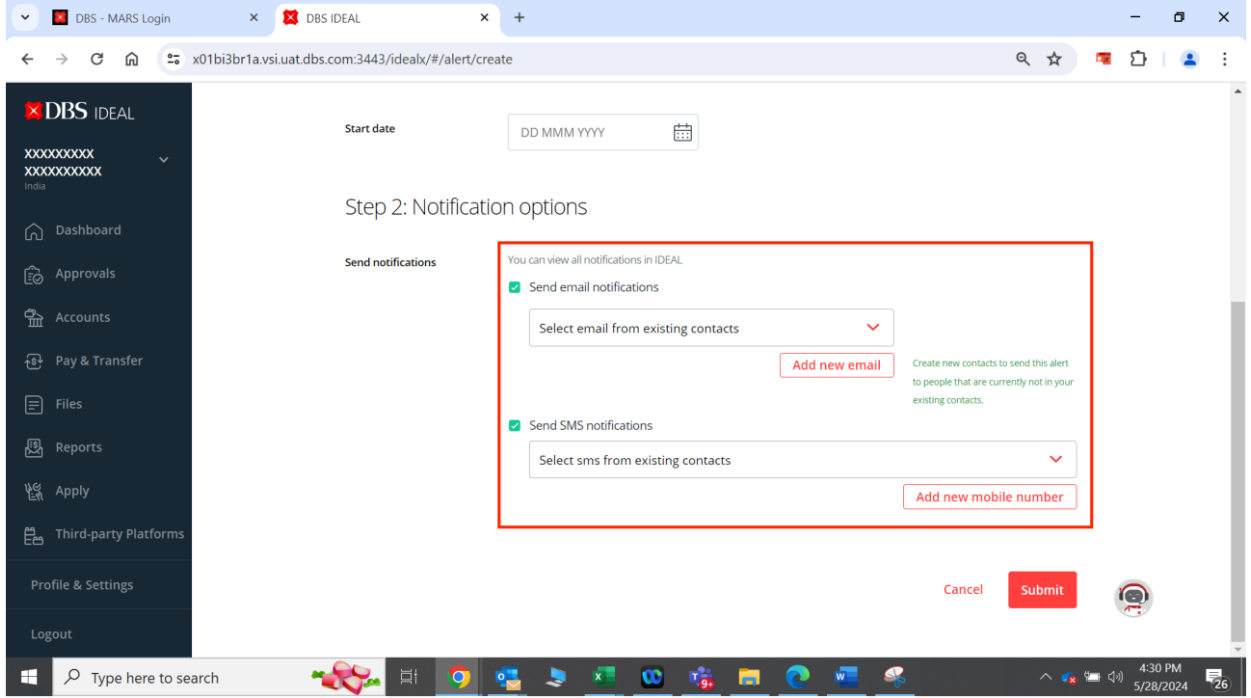 DBS - MARS Login
DBS IDEAL
x01bi3br1a.vsi.uat.dbs.com:3443/idealx/#/alert/create
DBS IDEAL
XXXXXXXXX
XXXXXXXXXX
India
Dashboard
Approvals
Accounts
Pay & Transfer
Files
Reports
Apply
Third-party Platforms
Profile & Settings
Logout
Start date
DD MMM YYYY
Step 2: Notification options
Send notifications
You can view all notifications in IDEAL
Send email notifications
Select email from existing contacts
Add new email
Create new contacts to send this alert
to people that are currently not in your
existing contacts.
Send SMS notifications
Select sms from existing contacts
Add new mobile number
Cancel
Submit
Type here to search
9+
4:30 PM
5/28/2024
26